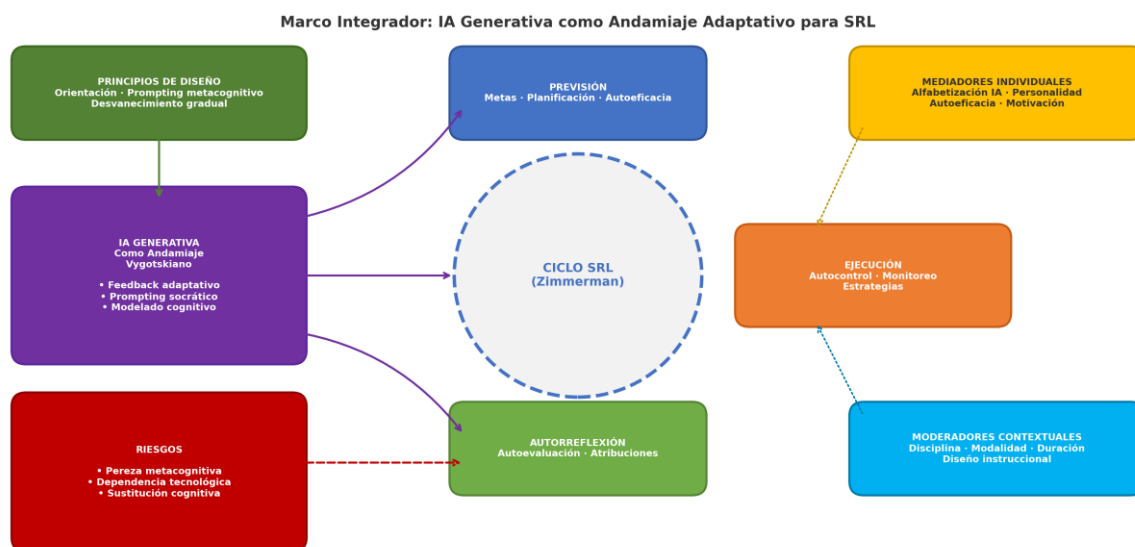 Marco Integrador: IA Generativa como Andamiaje Adaptativo para SRL
PRINCIPIOS DE DISEÑO
Orientación · Prompting metacognitivo
Desvanecimiento gradual
PREVISIÓN
Metas · Planificación · Autoeficacia
MEDIADORES INDIVIDUALES
Alfabetización IA · Personalidad
Autoeficacia · Motivación
IA GENERATIVA
Como Andamiaje
Vygotskiano
• Feedback adaptativo
• Prompting socrático
• Modelado cognitivo
CICLO SRL
(Zimmerman)
EJECUCIÓN
Autocontrol · Monitoreo
Estrategias
RIESGOS
• Pereza metacognitiva
• Dependencia tecnológica
• Sustitución cognitiva
AUTORREFLEXIÓN
Autoevaluación · Atribuciones
MODERADORES CONTEXTUALES
Disciplina · Modalidad · Duración
Diseño instruccional